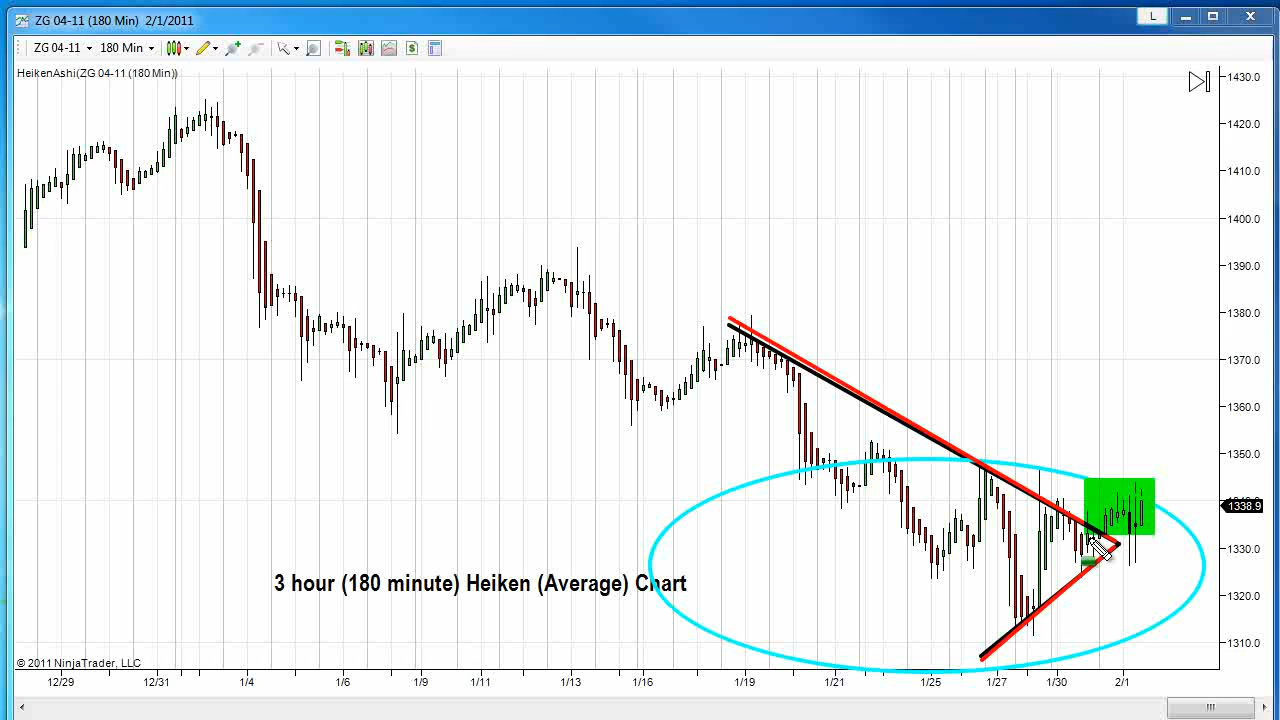 ZG 04-11 (180 Min) 2/1/2011
L
ZG 04-11 180 Min
HeikenAshi(ZG 04-11 (180 Min))
1430.0
1420.0
1410.0
1400.0
1390.0
1380.0
1370.0
1360.0
1350.0
1338.9
1330.0
1320.0
1310.0
3 hour (180 minute) Heiken (Average) Chart
© 2011 NinjaTrader, LLC
12/29 12/31 1/4 1/6 1/9 1/11 1/13 1/16 1/19 1/21 1/25 1/27 1/30 2/1